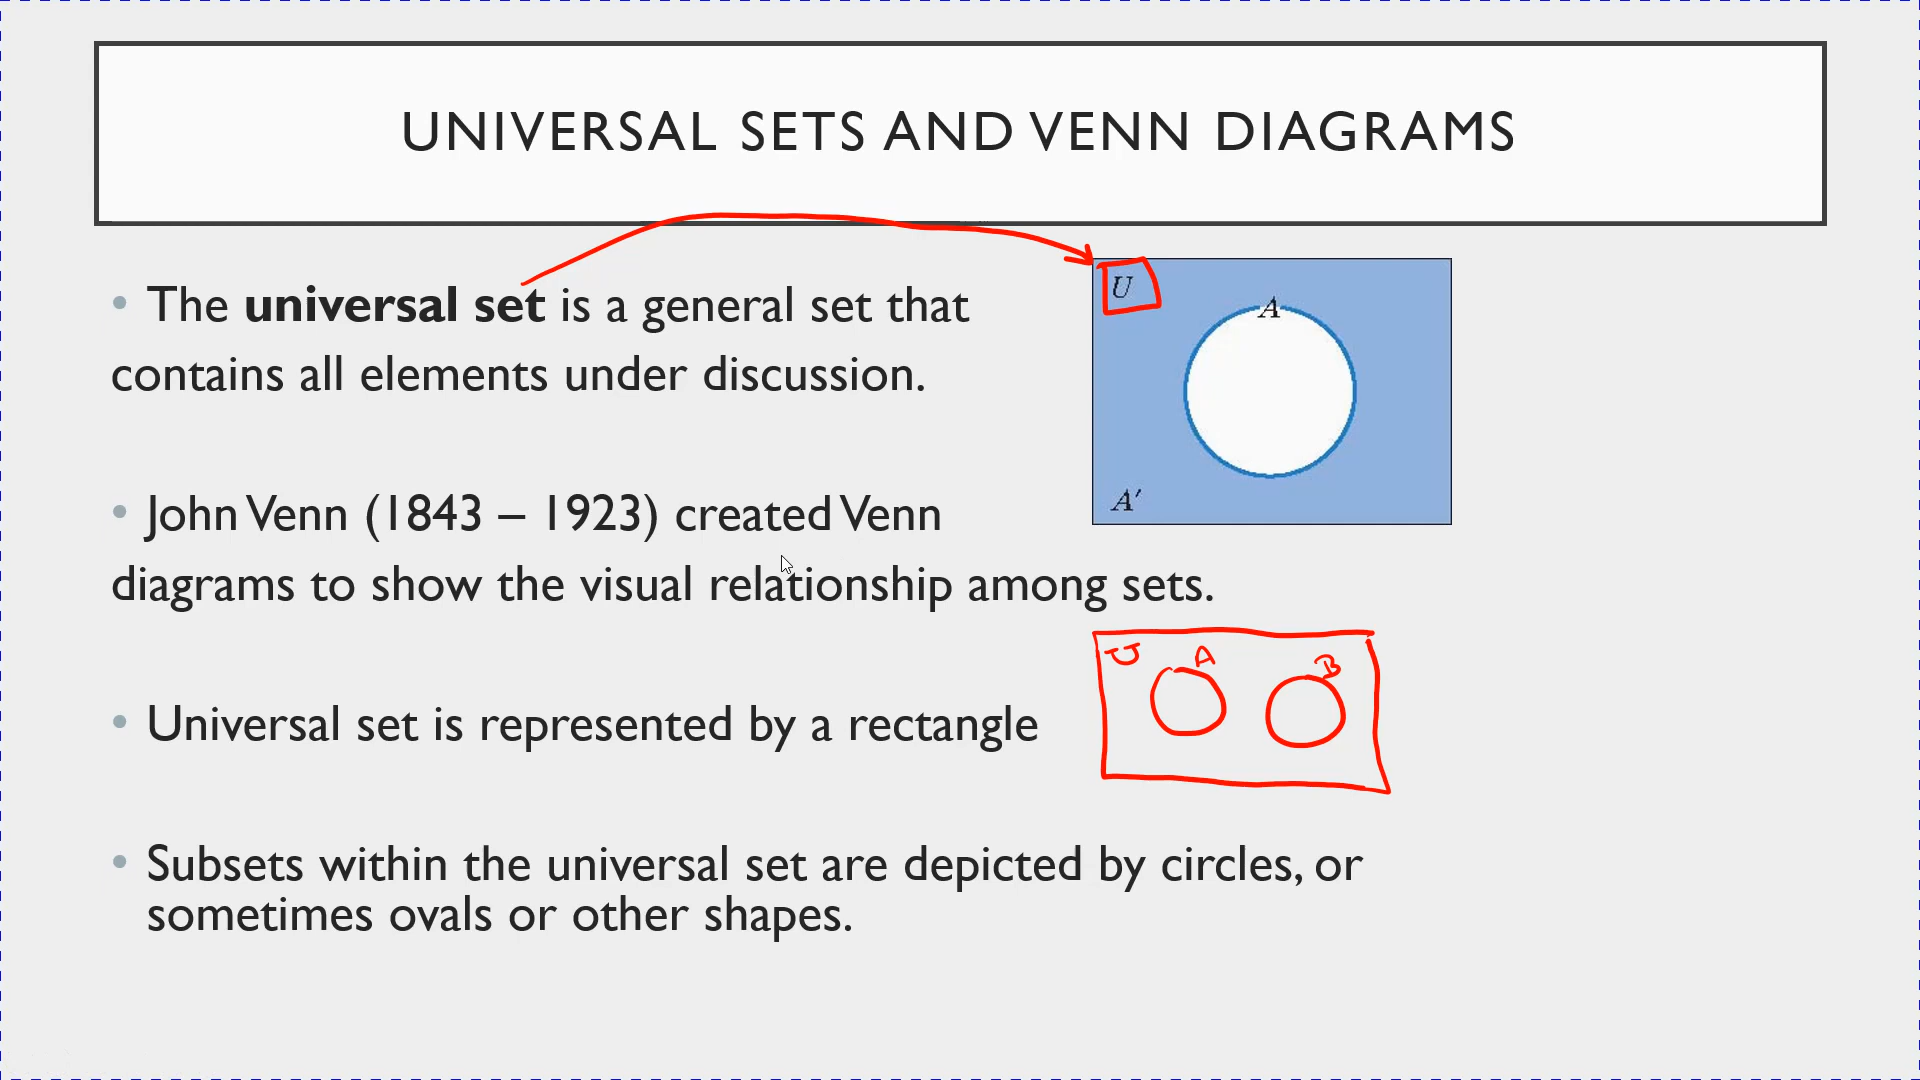 UNIVERSAL SETS AND VENN DIAGRAMS
• The universal set is a general set that
contains all elements under discussion.
U
A
A′
• John Venn (1843 – 1923) created Venn
diagrams to show the visual relationship among sets.
U A B
• Universal set is represented by a rectangle
• Subsets within the universal set are depicted by circles, or
sometimes ovals or other shapes.